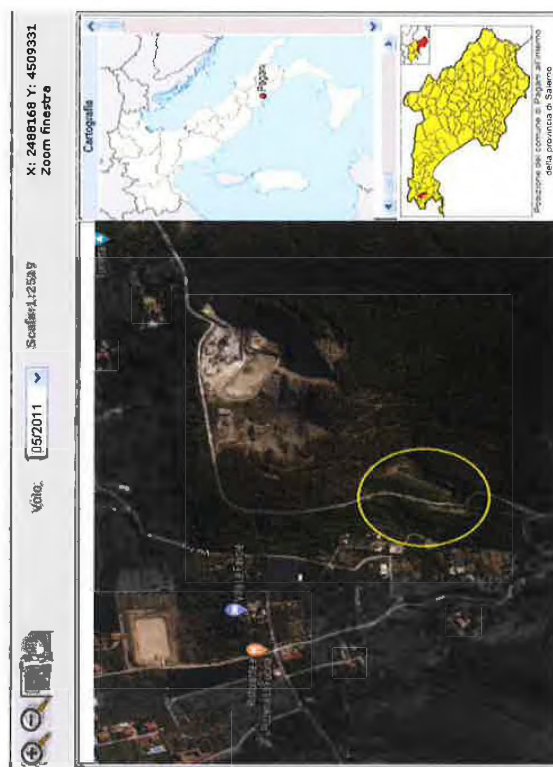 Volo:
05/2011
Scala 1:2529
X: 2488168 Y: 4509331
Zoom finestra
Cartografia
Pagani
Posizione del comune di Pagani all'interno
della provincia di Salerno